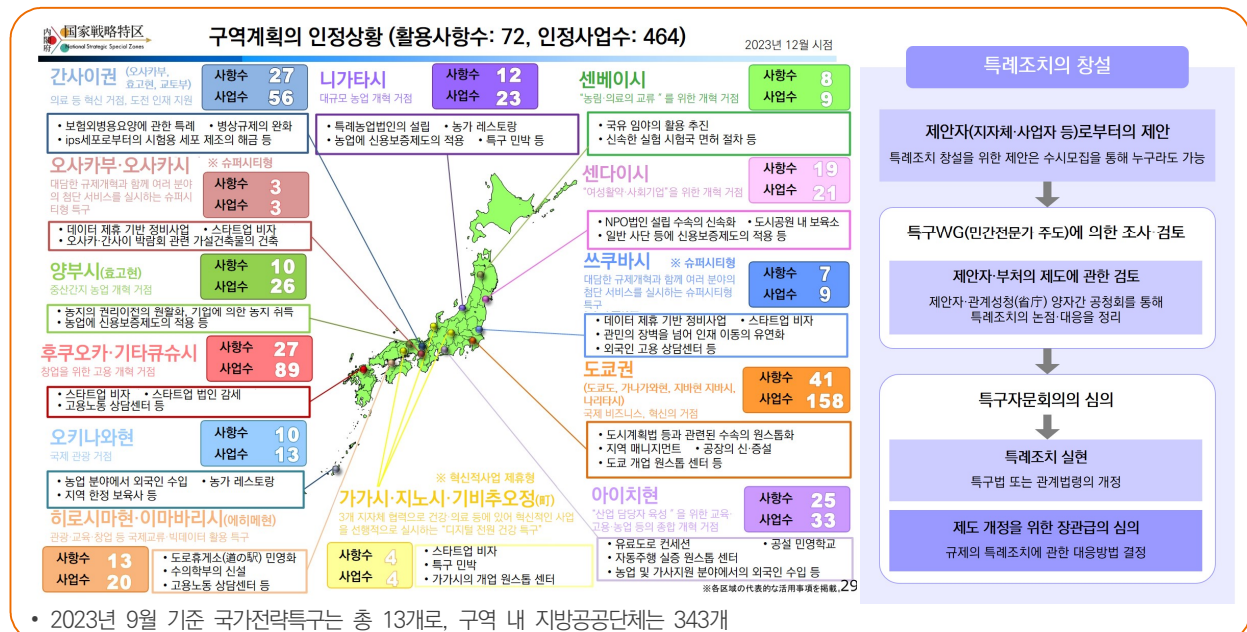 内閣府
国家戦略特区
National Strategic Special Zones
구역계획의 인정상황 (활용사항수: 72, 인정사업수: 464)
2023년 12월 시점
간사이권 (오사카부,
효고현, 교토부)
의료 등 혁신 거점, 도전 인재 지원
사항수 27
사업수 56
• 보험외병용요양에 관한 특례 • 병상규제의 완화
• ips세포로부터의 시험용 세포 제조의 해금 등
니가타시
대규모 농업 개혁 거점
사항수 12
사업수 23
• 특례농업법인의 설립 • 농가 레스토랑
• 농업에 신용보증제도의 적용 • 특구 민박 등
센베이시
"농림·의료의 교류 " 를 위한 개혁 거점
사항수 8
사업수 9
• 국유 임야의 활용 추진
• 신속한 실험 시험국 면허 절차 등
오사카부·오사카시 ※ 슈퍼시티형
대담한 규제개혁과 함께 여러 분야
의 첨단 서비스를 실시하는 슈퍼시
티형 특구
사항수 3
사업수 3
• 데이터 제휴 기반 정비사업 • 스타트업 비자
• 오사카·간사이 박람회 관련 가설건축물의 건축
센다이시
"여성활약·사회기업"을 위한 개혁 거점
사항수 19
사업수 21
• NPO법인 설립 수속의 신속화 • 도시공원 내 보육소
• 일반 사단 등에 신용보증제도의 적용 등
양부시(효고현)
중산간지 농업 개혁 거점
사항수 10
사업수 26
• 농지의 권리이전의 원활화, 기업에 의한 농지 취득
• 농업에 신용보증제도의 적용 등
쓰쿠바시 ※ 슈퍼시티형
대담한 규제개혁과 함께 여러 분야의
첨단 서비스를 실시하는 슈퍼시티형
특구
사항수 7
사업수 9
• 데이터 제휴 기반 정비사업 • 스타트업 비자
• 관민의 장벽을 넘어 인재 이동의 유연화
• 외국인 고용 상담센터 등
후쿠오카·기타큐슈시
창업을 위한 고용 개혁 거점
사항수 27
사업수 89
• 스타트업 비자 • 스타트업 법인 감세
• 고용노동 상담센터 등
도쿄권
(도쿄도, 가나가와현, 지바현 지바시,
나리타시)
국제 비즈니스, 혁신의 거점
사항수 41
사업수 158
• 도시계획법 등과 관련된 수속의 원스톱화
• 지역 매니지먼트 • 공장의 신·증설
• 도쿄 개업 원스톱 센터 등
오키나와현
국제 관광 거점
사항수 10
사업수 13
• 농업 분야에서 외국인 수입 • 농가 레스토랑
• 지역 한정 보육사 등
※ 혁신적사업 제휴형
가가시·지노시·기비추오정(町)
3개 지자체 협력으로 건강·의료 등에 있어 혁신적인 사업
을 선행적으로 실시하는 "디지털 전원 건강 특구"
사항수 4
사업수 4
• 스타트업 비자
• 특구 민박
• 가가시의 개업 원스톱 센터
아이치현
"산업 담당자 육성 " 을 위한 교육·
고용·농업 등의 종합 개혁 거점
사항수 25
사업수 33
• 유료도로 컨세션 • 공설 민영학교
• 자동주행 실증 원스톱 센터
• 농업 및 가사지원 분야에서의 외국인 수입 등
히로시마현·이마바리시(에히메현)
관광·교육·창업 등 국제교류·빅데이터 활용 특구
사항수 13
사업수 20
• 도로휴게소(道の駅) 민영화
• 수의학부의 신설
• 고용노동 상담센터 등
※各区域の代表的な活用事項を掲載。
29
특례조치의 창설
제안자(지자체·사업자 등)로부터의 제안
특례조치 창설을 위한 제안은 수시모집을 통해 누구라도 가능
특구WG(민간전문가 주도)에 의한 조사·검토
제안자·부처의 제도에 관한 검토
제안자·관계성청(省庁) 양자간 공청회를 통해
특례조치의 논점·대응을 정리
특구자문회의의 심의
특례조치 실현
특구법 또는 관계법령의 개정
제도 개정을 위한 장관급의 심의
규제의 특례조치에 관한 대응방법 결정
• 2023년 9월 기준 국가전략특구는 총 13개로, 구역 내 지방공공단체는 343개